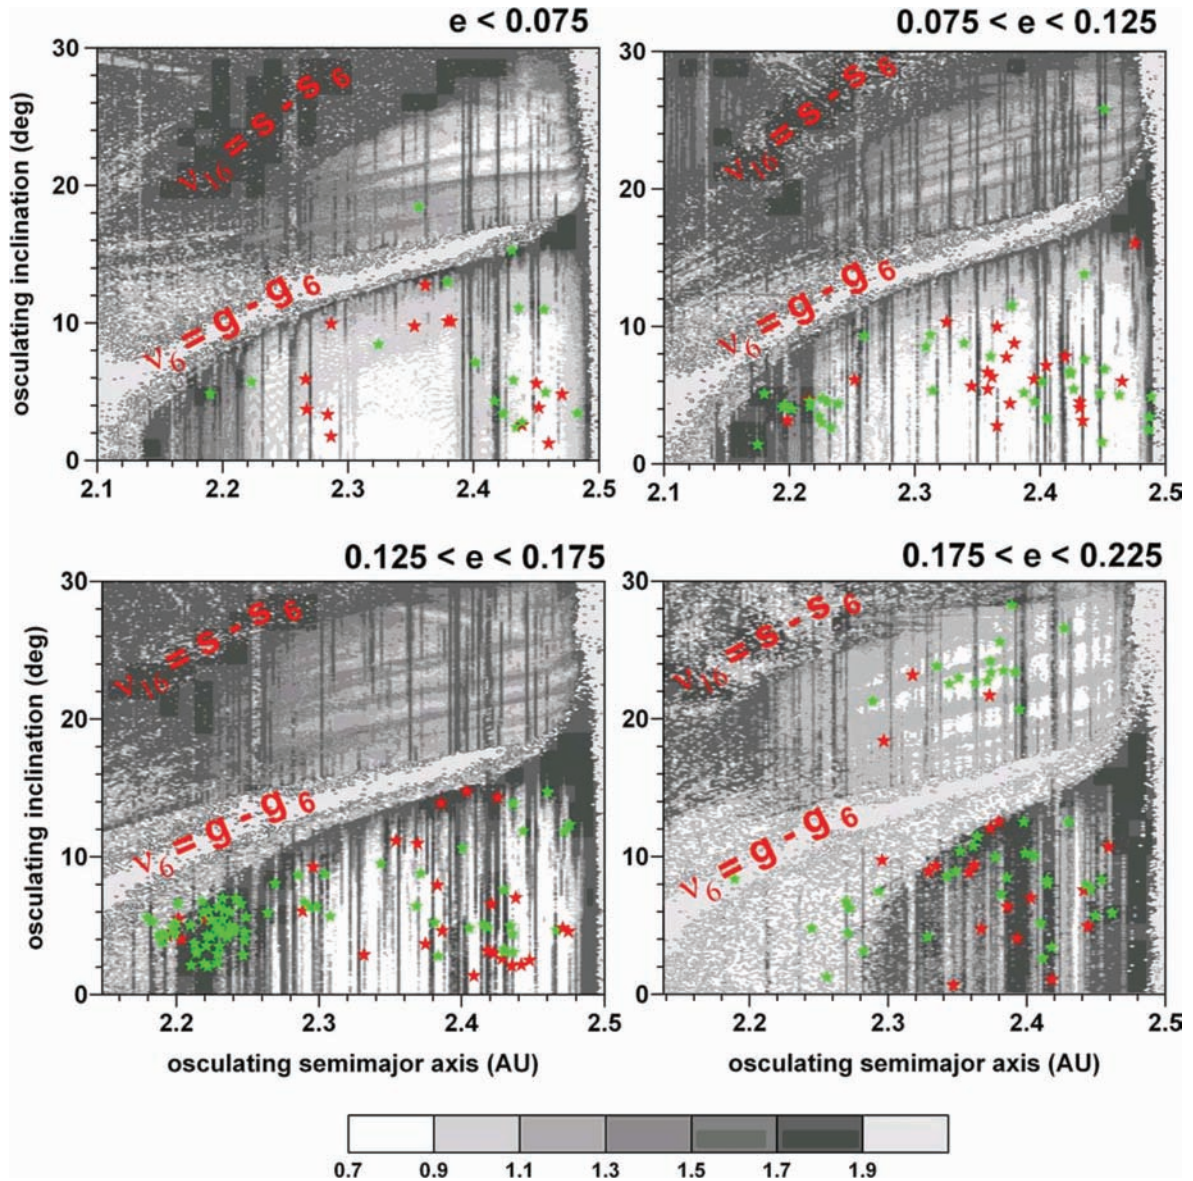 e < 0.075
0.075 < e < 0.125
osculating inclination (deg)
30
20
10
0
ν16 = s - s6
ν6 = g - g6
2.1 2.2 2.3 2.4 2.5
30
20
10
0
ν16 = s - s6
ν6 = g - g6
2.1 2.2 2.3 2.4 2.5
0.125 < e < 0.175
0.175 < e < 0.225
osculating inclination (deg)
30
20
10
0
ν16 = s - s6
ν6 = g - g6
2.2 2.3 2.4 2.5
30
20
10
0
ν16 = s - s6
ν6 = g - g6
2.2 2.3 2.4 2.5
osculating semimajor axis (AU)
osculating semimajor axis (AU)
0.7 0.9 1.1 1.3 1.5 1.7 1.9